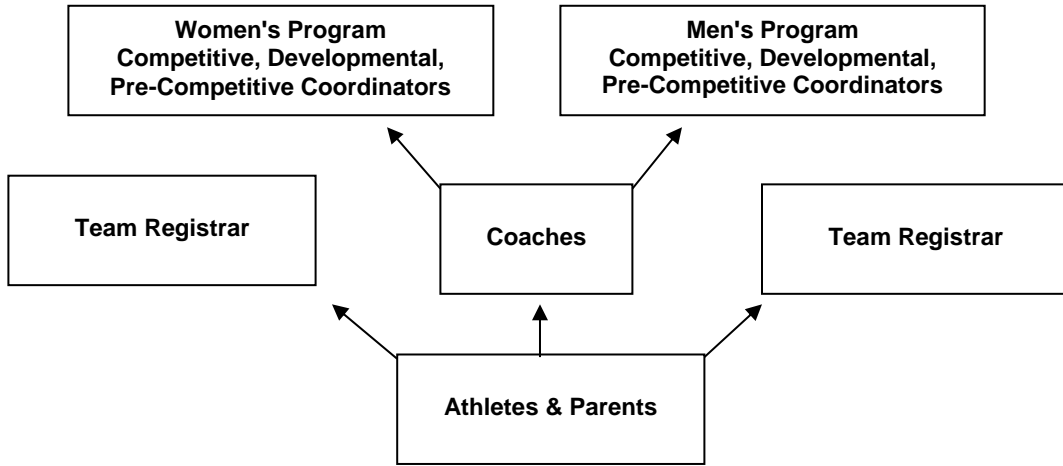 Women's Program
Competitive, Developmental,
Pre-Competitive Coordinators
Men's Program
Competitive, Developmental,
Pre-Competitive Coordinators
Team Registrar
Coaches
Team Registrar
Athletes & Parents